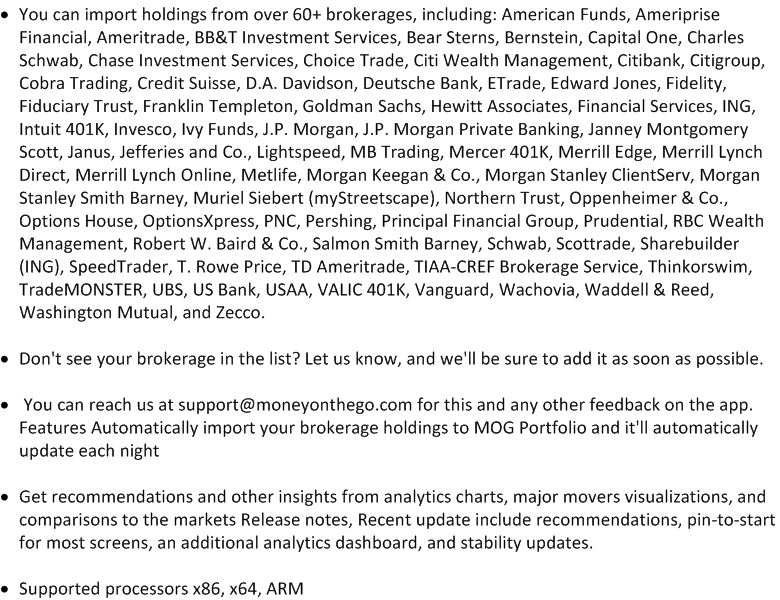 • You can import holdings from over 60+ brokerages, including: American Funds, Ameriprise
Financial, Ameritrade, BB&T Investment Services, Bear Sterns, Bernstein, Capital One, Charles
Schwab, Chase Investment Services, Choice Trade, Citi Wealth Management, Citibank, Citigroup,
Cobra Trading, Credit Suisse, D.A. Davidson, Deutsche Bank, ETrade, Edward Jones, Fidelity,
Fiduciary Trust, Franklin Templeton, Goldman Sachs, Hewitt Associates, Financial Services, ING,
Intuit 401K, Invesco, Ivy Funds, J.P. Morgan, J.P. Morgan Private Banking, Janney Montgomery
Scott, Janus, Jefferies and Co., Lightspeed, MB Trading, Mercer 401K, Merrill Edge, Merrill Lynch
Direct, Merrill Lynch Online, Metlife, Morgan Keegan & Co., Morgan Stanley ClientServ, Morgan
Stanley Smith Barney, Muriel Siebert (myStreetscape), Northern Trust, Oppenheimer & Co.,
Options House, OptionsXpress, PNC, Pershing, Principal Financial Group, Prudential, RBC Wealth
Management, Robert W. Baird & Co., Salmon Smith Barney, Schwab, Scottrade, Sharebuilder
(ING), SpeedTrader, T. Rowe Price, TD Ameritrade, TIAA-CREF Brokerage Service, Thinkorswim,
TradeMONSTER, UBS, US Bank, USAA, VALIC 401K, Vanguard, Wachovia, Waddell & Reed,
Washington Mutual, and Zecco.
• Don't see your brokerage in the list? Let us know, and we'll be sure to add it as soon as possible.
• You can reach us at support@moneyonthego.com for this and any other feedback on the app.
Features Automatically import your brokerage holdings to MOG Portfolio and it'll automatically
update each night
• Get recommendations and other insights from analytics charts, major movers visualizations, and
comparisons to the markets Release notes, Recent update include recommendations, pin-to-start
for most screens, an additional analytics dashboard, and stability updates.
• Supported processors x86, x64, ARM